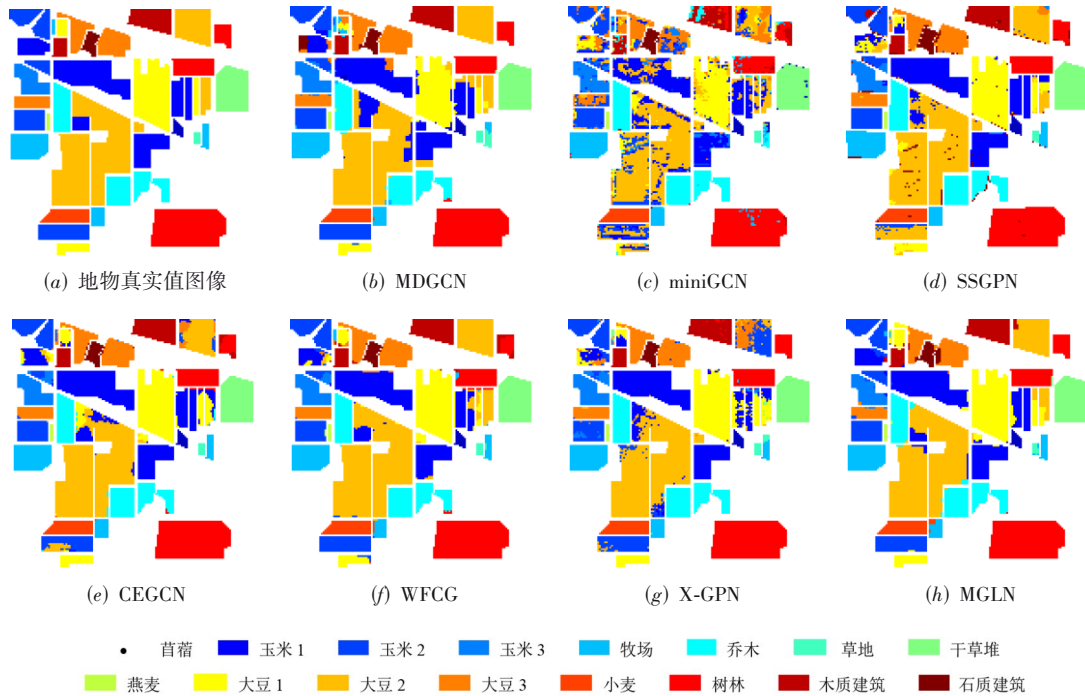 (a) 地物真实值图像 (b) MDGCN (c) miniGCN (d) SSGPN
(e) CEGCN (f) WFCG (g) X-GPN (h) MGLN
苜蓿 玉米 1 玉米 2 玉米 3 牧场 乔木 草地 干草堆
燕麦 大豆 1 大豆 2 大豆 3 小麦 树林 木质建筑 石质建筑